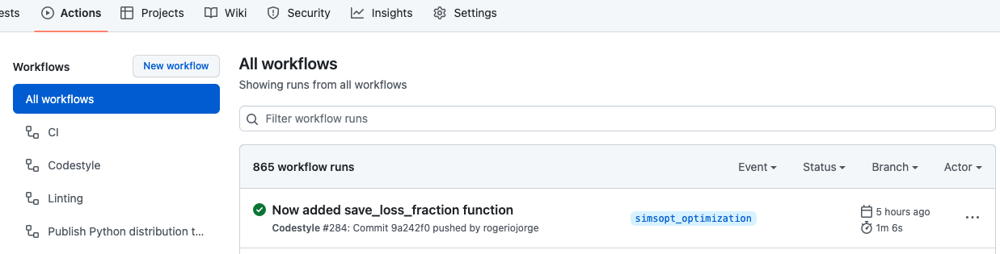 ests Actions Projects Wiki Security Insights Settings
Workflows New workflow
All workflows
CI
Codestyle
Linting
Publish Python distribution t...
All workflows
Showing runs from all workflows
Filter workflow runs
865 workflow runs Event Status Branch Actor
Now added save_loss_fraction function
Codestyle #284: Commit 9a242f0 pushed by rogeriojorge
simsopt_optimization
5 hours ago
1m 6s